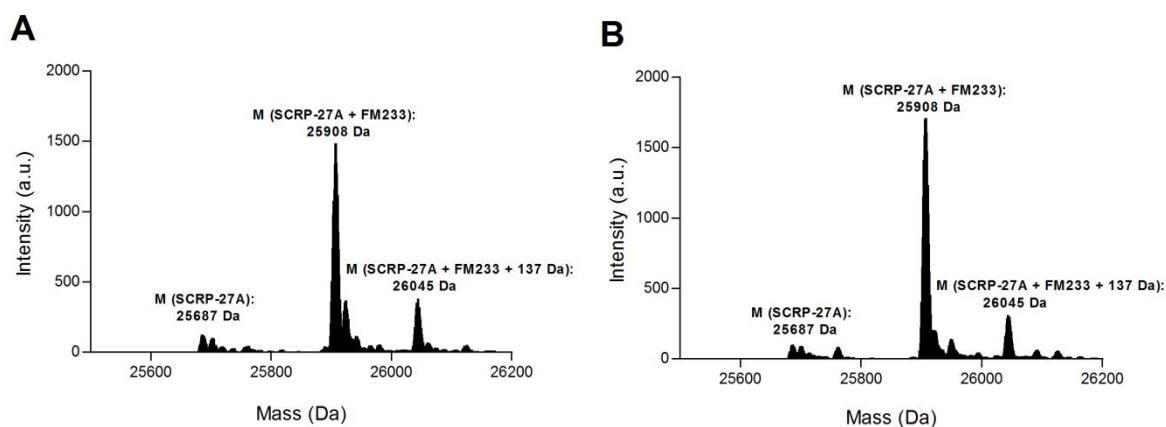 A
Intensity (a.u.)
2000
1500
1000
500
0
M (SCRP-27A + FM233):
25908 Da
M (SCRP-27A + FM233 + 137 Da):
26045 Da
M (SCRP-27A):
25687 Da
25600
25800
26000
26200
Mass (Da)
B
Intensity (a.u.)
2000
1500
1000
500
0
M (SCRP-27A + FM233):
25908 Da
M (SCRP-27A + FM233 + 137 Da):
26045 Da
M (SCRP-27A):
25687 Da
25600
25800
26000
26200
Mass (Da)